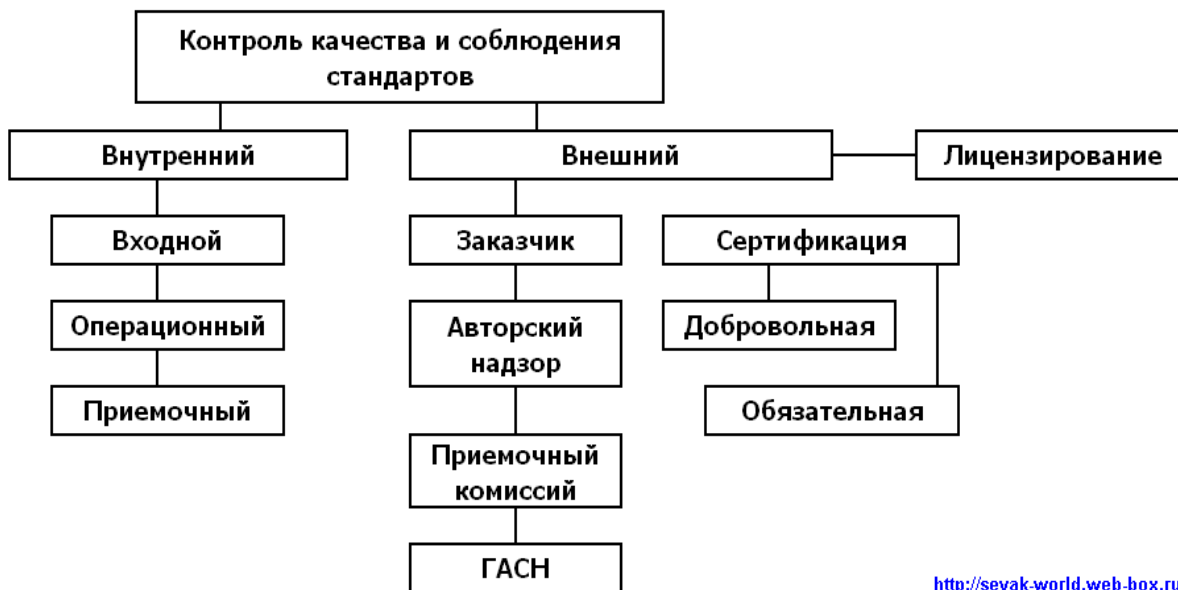 Контроль качества и соблюдения
стандартов
Внутренний
Внешний
Лицензирование
Входной
Заказчик
Сертификация
Операционный
Авторский
надзор
Добровольная
Приемочный
Обязательная
Приемочный
комиссий
ГАСН
http://sevak-world.web-box.ru